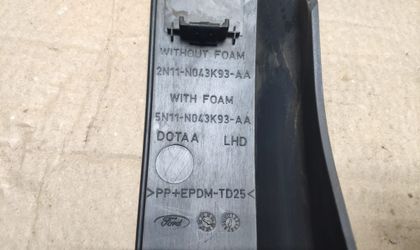 WITHOUT FOAM
2N11-N043K93-AA
WITH FOAM
5N11-N043K93-AA
DOTAA LHD
>PP+EPDM-TD25<
Ford